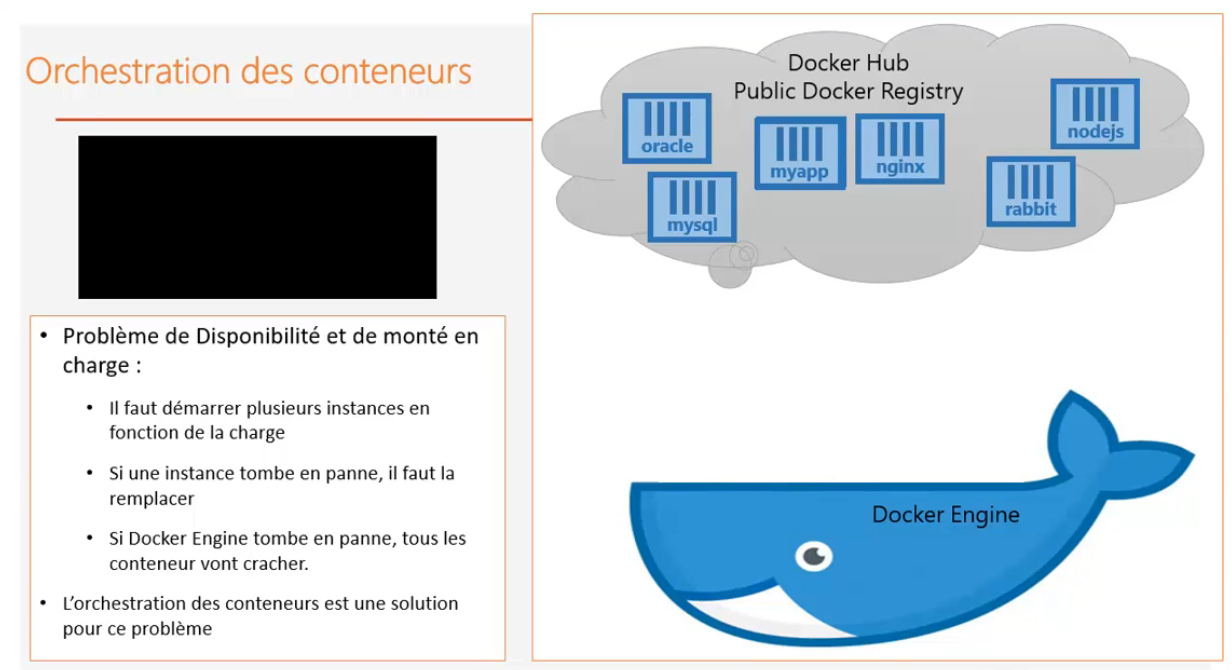 Orchestration des conteneurs
• Problème de Disponibilité et de monté en
charge :
• Il faut démarrer plusieurs instances en
fonction de la charge
• Si une instance tombe en panne, il faut la
remplacer
• Si Docker Engine tombe en panne, tous les
conteneur vont cracher.
• L’orchestration des conteneurs est une solution
pour ce problème
Docker Hub
Public Docker Registry
oracle
mysql
myapp
nginx
rabbit
nodejs
Docker Engine